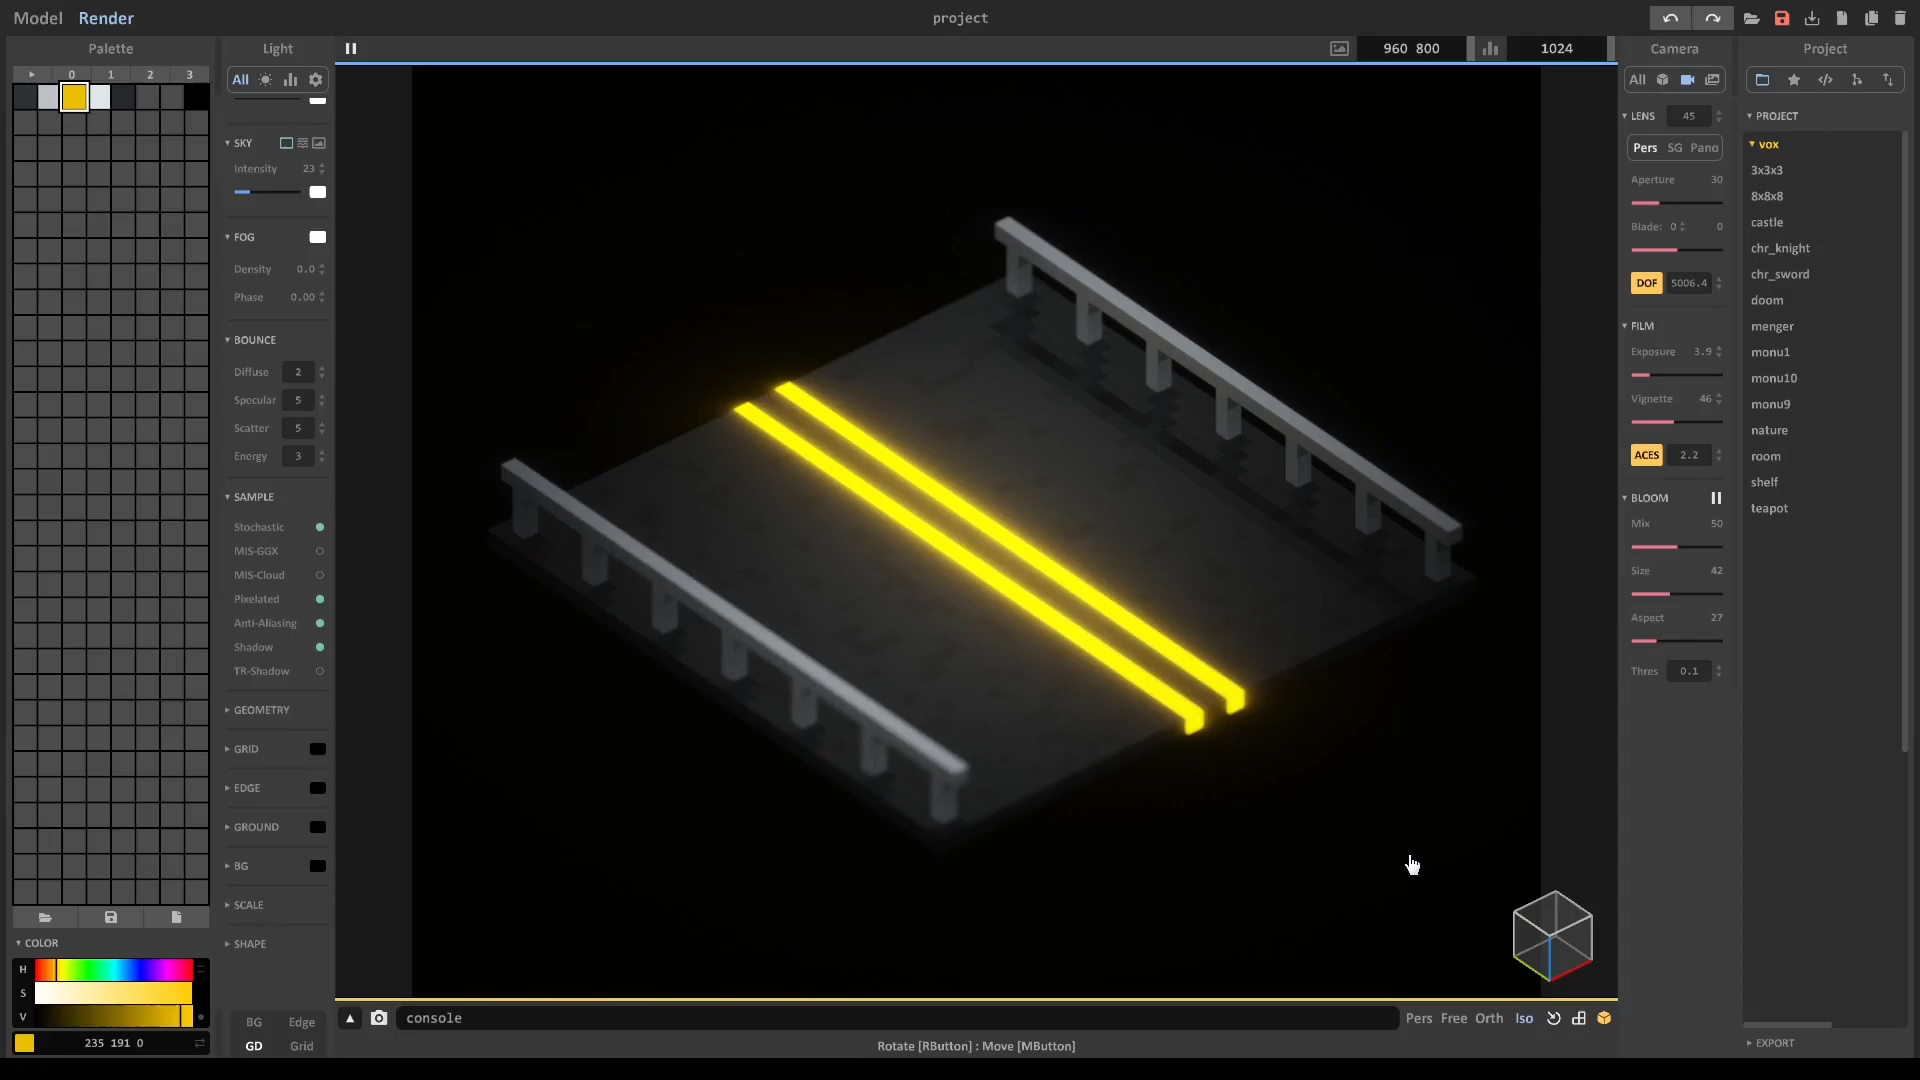 Model Render project
Palette Light 960 800 1024 Camera Project
0 1 2 3
All All
SKY
Intensity 23
FOG
Density 0.0
Phase 0.00
BOUNCE
Diffuse 2
Specular 5
Scatter 5
Energy 3
SAMPLE
Stochastic
MIS-GGX
MIS-Cloud
Pixelated
Anti-Aliasing
Shadow
TR-Shadow
GEOMETRY
GRID
EDGE
GROUND
BG
SCALE
SHAPE
BG Edge
GD Grid
COLOR
H
S
V
235 191 0
console
Pers Free Orth Iso
Rotate [RButton] : Move [MButton]
LENS 45
Pers SG Pano
Aperture 30
Blade: 0 0
DOF 5006.4
FILM
Exposure 3.9
Vignette 46
ACES 2.2
BLOOM
Mix 50
Size 42
Aspect 27
Thres 0.1
PROJECT
vox
3x3x3
8x8x8
castle
chr_knight
chr_sword
doom
menger
monu1
monu10
monu9
nature
room
shelf
teapot
EXPORT